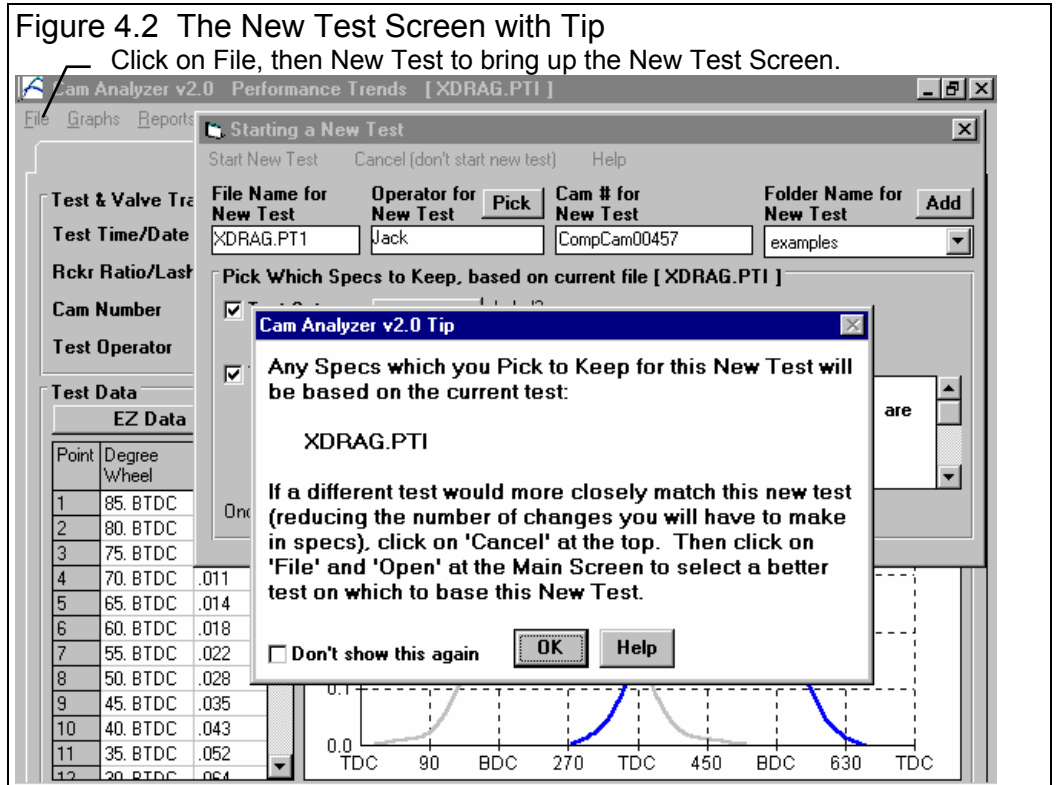 Figure 4.2  The New Test Screen with Tip
Click on File, then New Test to bring up the New Test Screen.
Cam Analyzer v2.0   Performance Trends   [ XDRAG.PTI ]
File   Graphs   Reports
Starting a New Test
Start New Test   Cancel (don't start new test)   Help
File Name for New Test
Operator for New Test
Pick
Cam # for New Test
Folder Name for New Test
Add
XDRAG.PT1
Jack
CompCam00457
examples
Pick Which Specs to Keep, based on current file [ XDRAG.PTI ]
Test & Valve Tra
Test Time/Date
Rckr Ratio/Lash
Cam Number
Test Operator
are
Cam Analyzer v2.0 Tip
Any Specs which you Pick to Keep for this New Test will
be based on the current test:
XDRAG.PTI
If a different test would more closely match this new test
(reducing the number of changes you will have to make
in specs), click on 'Cancel' at the top.  Then click on
'File' and 'Open' at the Main Screen to select a better
test on which to base this New Test.
Don't show this again
OK
Help
Test Data
EZ Data
Point   Degree Wheel
1   85. BTDC
2   80. BTDC
3   75. BTDC
4   70. BTDC   .011
5   65. BTDC   .014
6   60. BTDC   .018
7   55. BTDC   .022
8   50. BTDC   .028
9   45. BTDC   .035
10   40. BTDC   .043
11   35. BTDC   .052
12   30. BTDC   .064
0.1
0.0
TDC   90   BDC   270   TDC   450   BDC   630   TDC